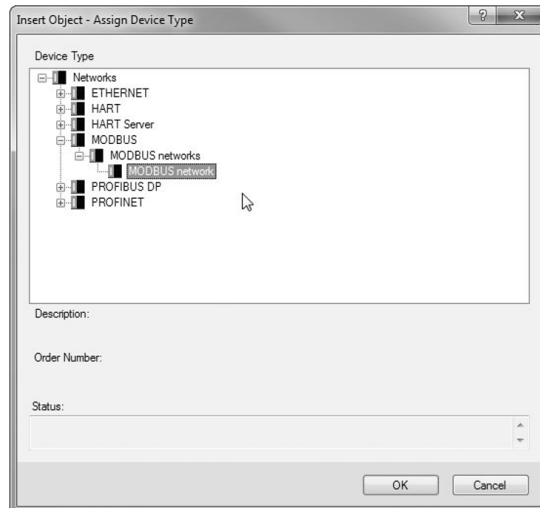 Insert Object - Assign Device Type
Device Type
Networks
ETHERNET
HART
HART Server
MODBUS
MODBUS networks
MODBUS network
PROFIBUS DP
PROFINET
Description:
Order Number:
Status:
OK Cancel